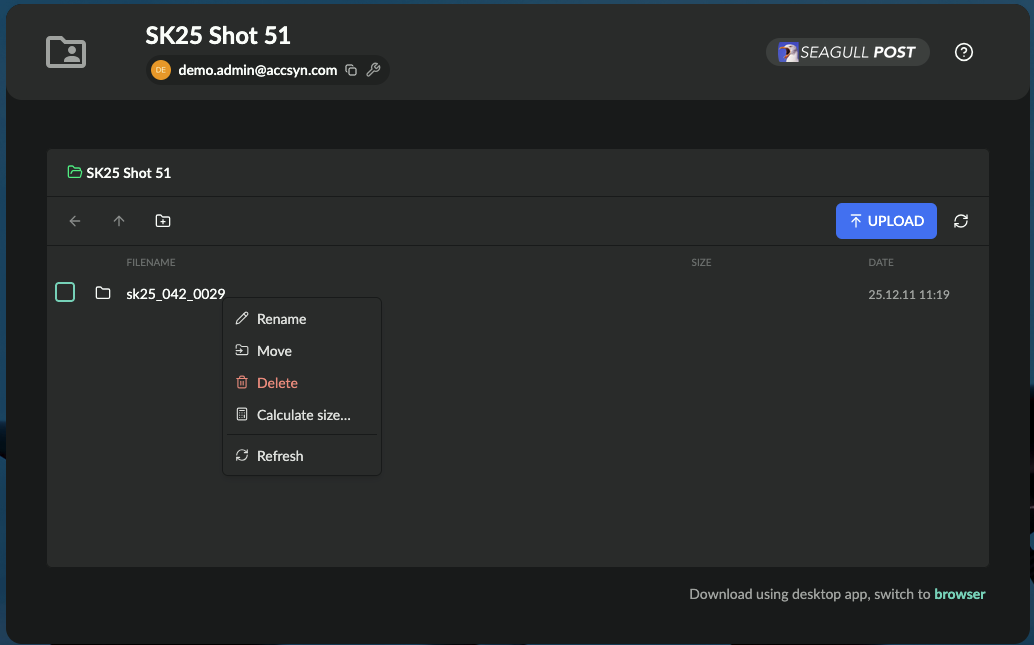 SK25 Shot 51
DE demo.admin@accsyn.com
SEAGULL POST
SK25 Shot 51
UPLOAD
FILENAME SIZE DATE
sk25_042_0029 25.12.11 11:19
Rename
Move
Delete
Calculate size...
Refresh
Download using desktop app, switch to browser